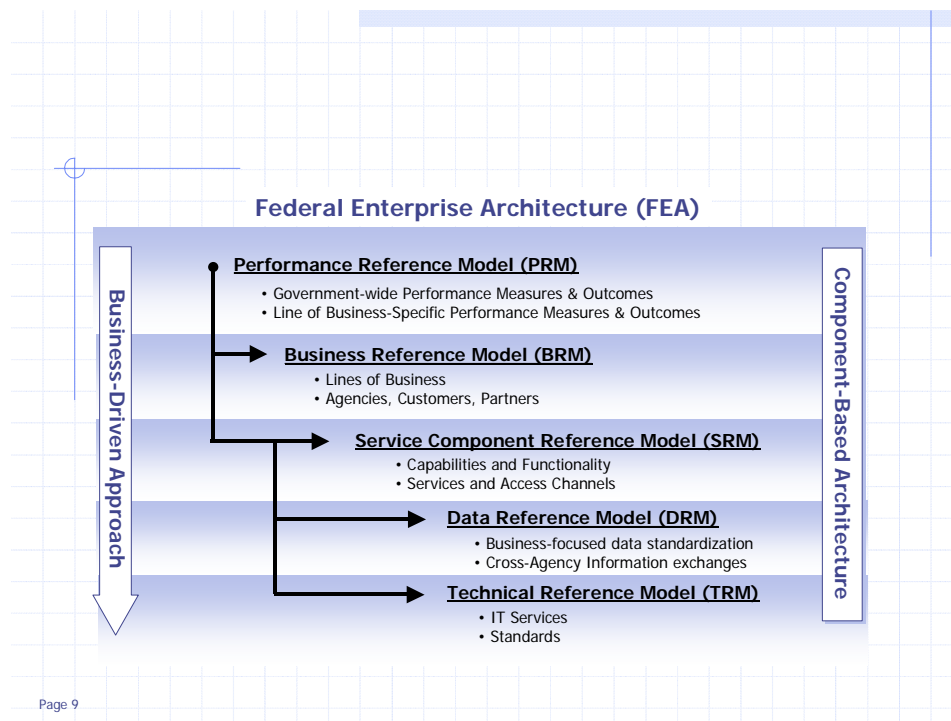 Federal Enterprise Architecture (FEA)
Business-Driven Approach
Performance Reference Model (PRM)
• Government-wide Performance Measures & Outcomes
• Line of Business-Specific Performance Measures & Outcomes
Business Reference Model (BRM)
• Lines of Business
• Agencies, Customers, Partners
Service Component Reference Model (SRM)
• Capabilities and Functionality
• Services and Access Channels
Data Reference Model (DRM)
• Business-focused data standardization
• Cross-Agency Information exchanges
Technical Reference Model (TRM)
• IT Services
• Standards
Component-Based Architecture
Page 9